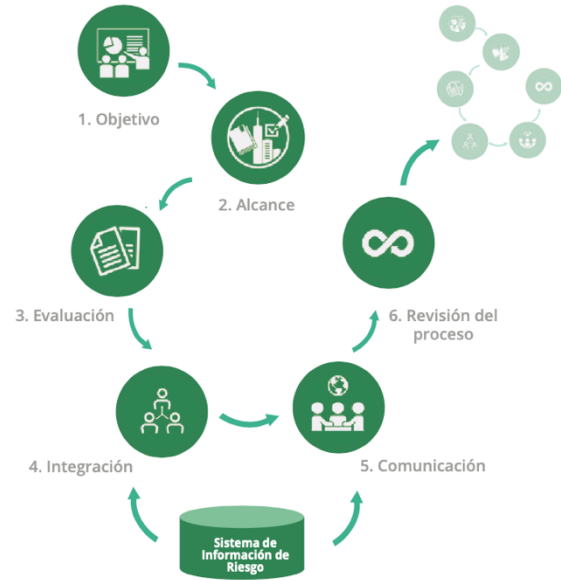 1. Objetivo
2. Alcance
3. Evaluación
4. Integración
5. Comunicación
6. Revisión del
proceso
Sistema de
Información de
Riesgo